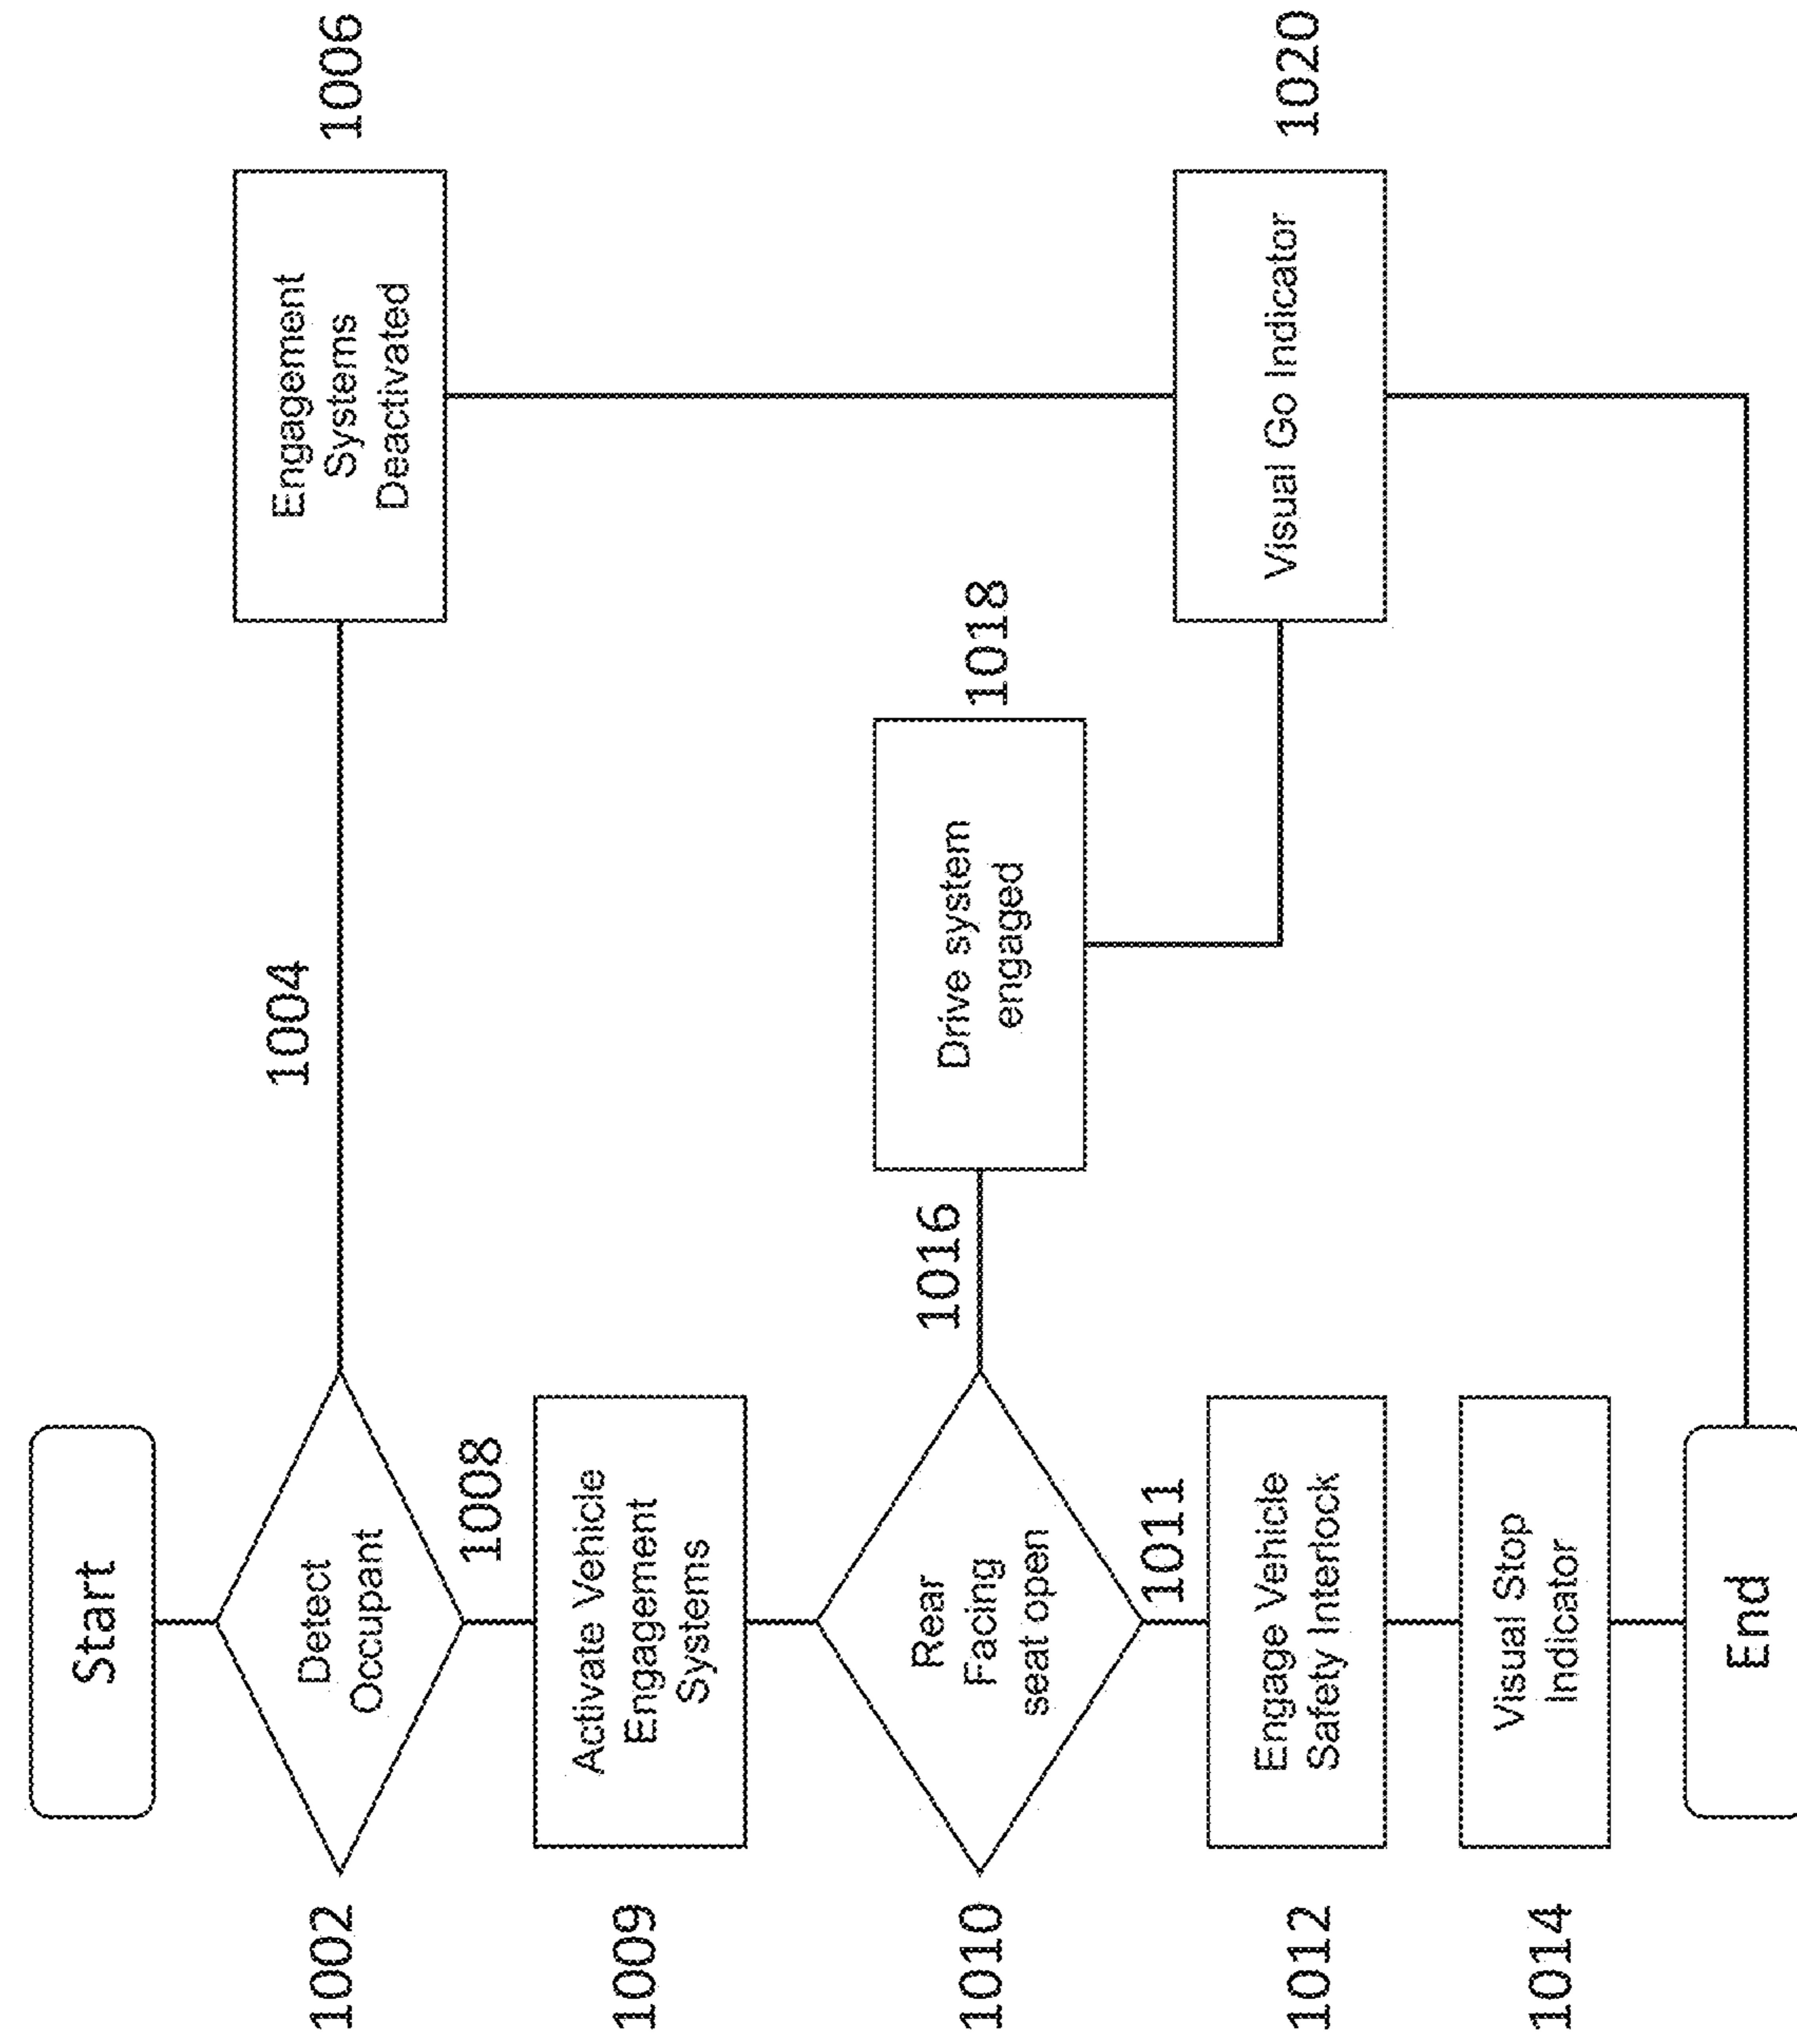 Start
1002
Detect
Occupant
1004
Engagement
Systems
Deactivated
1006
1008
1009
Activate Vehicle
Engagement
Systems
1010
Rear
Facing
seat open
1016
Drive system
engaged
1018
1011
1012
Engage Vehicle
Safety Interlock
Visual Go Indicator
1020
1014
Visual Stop
Indicator
End